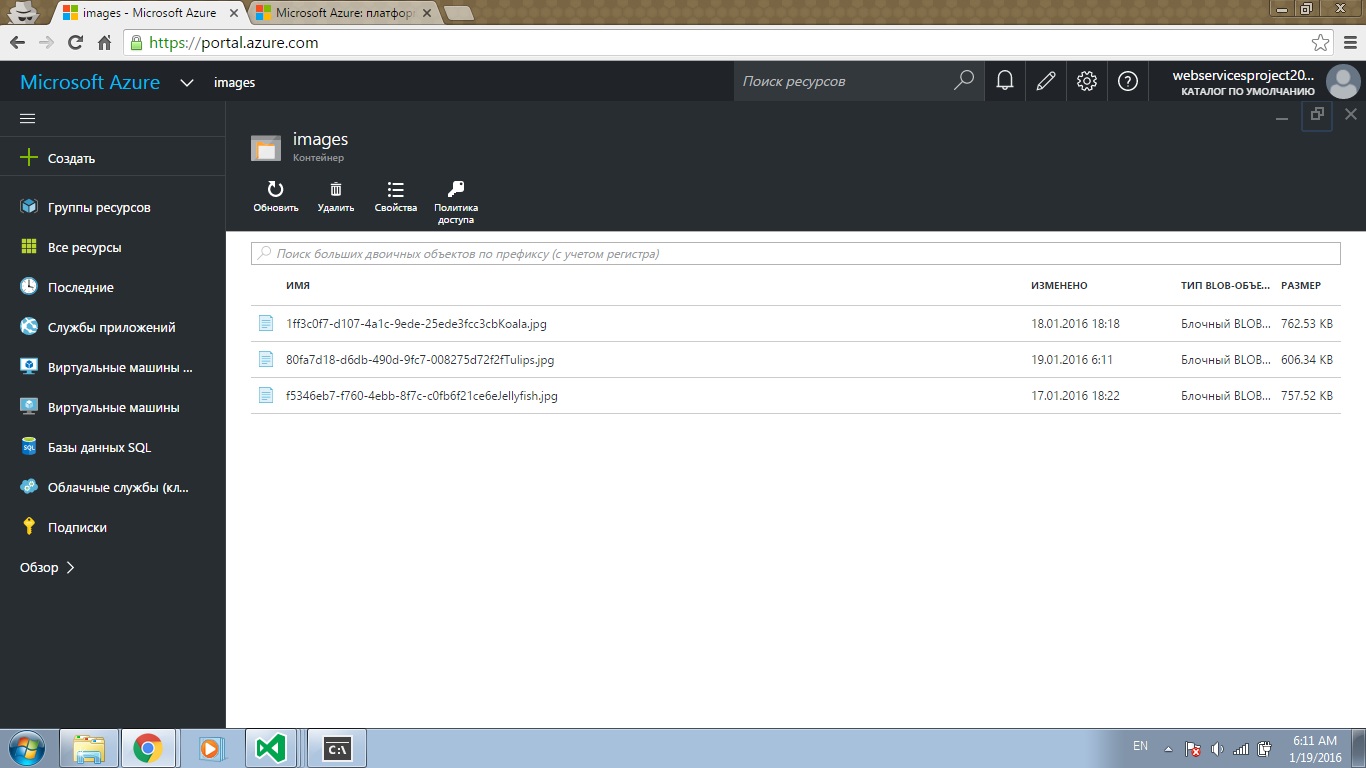 images - Microsoft Azure
Microsoft Azure: платфор
https://portal.azure.com
Microsoft Azure
images
Поиск ресурсов
webservicesproject20...
КАТАЛОГ ПО УМОЛЧАНИЮ
Создать
Группы ресурсов
Все ресурсы
Последние
Службы приложений
Виртуальные машины ...
Виртуальные машины
Базы данных SQL
Облачные службы (кл...
Подписки
Обзор
images
Контейнер
Обновить
Удалить
Свойства
Политика
доступа
Поиск больших двоичных объектов по префиксу (с учетом регистра)
ИМЯ ИЗМЕНЕНО ТИП BLOB-ОБЪЕ... РАЗМЕР
1ff3c0f7-d107-4a1c-9ede-25ede3fcc3cbKoala.jpg 18.01.2016 18:18 Блочный BLOB... 762.53 KB
80fa7d18-d6db-490d-9fc7-008275d72f2fTulips.jpg 19.01.2016 6:11 Блочный BLOB... 606.34 KB
f5346eb7-f760-4ebb-8f7c-c0fb6f21ce6eJellyfish.jpg 17.01.2016 18:22 Блочный BLOB... 757.52 KB
SQL
C:\
EN
6:11 AM
1/19/2016